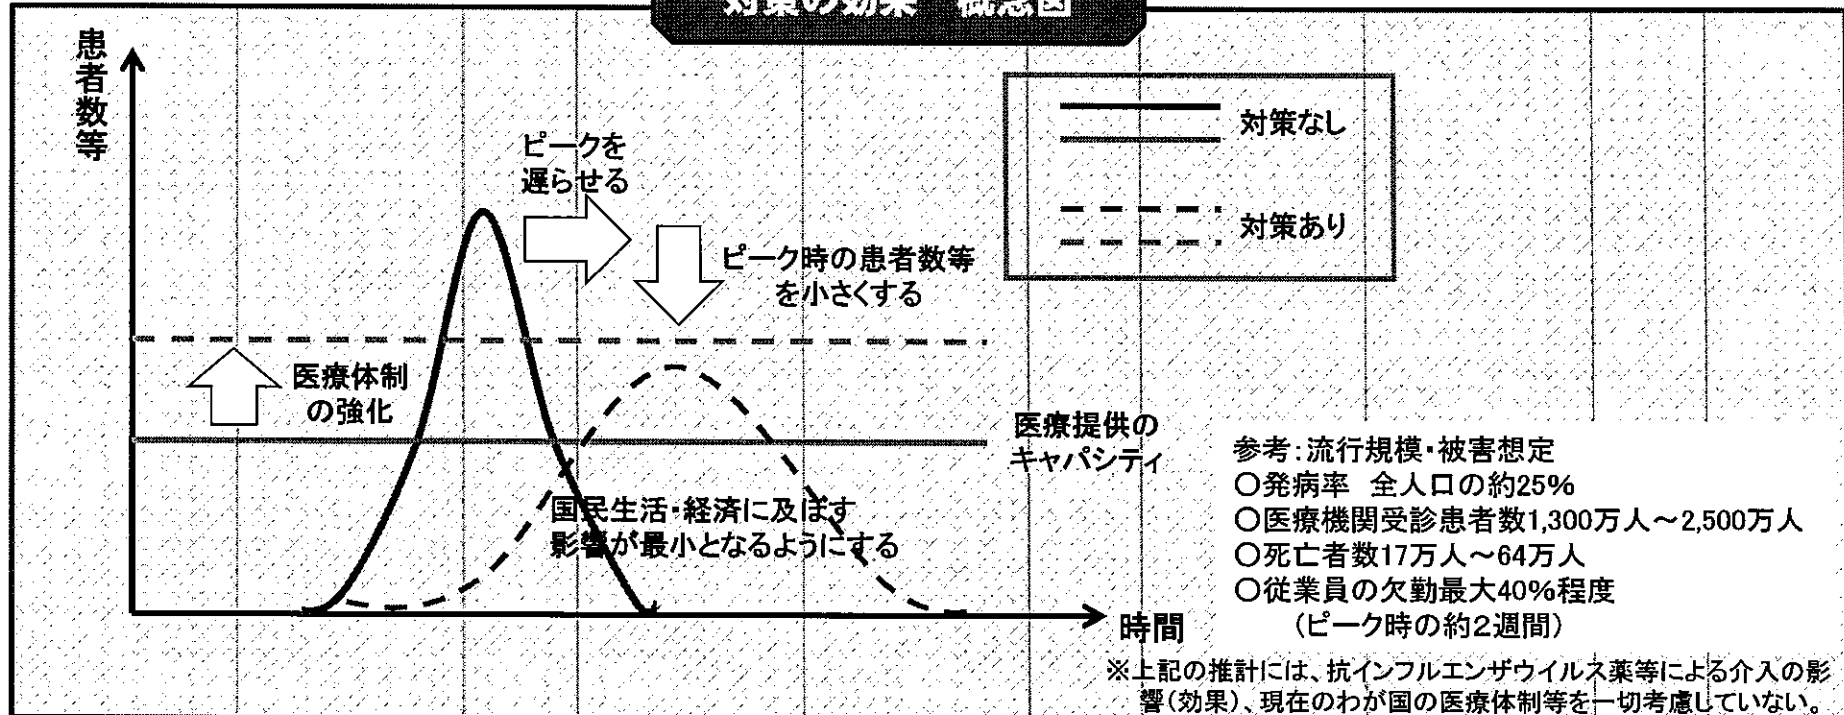 対策の効果 概念図
患者数等
ピークを
遅らせる
対策なし
対策あり
ピーク時の患者数等
を小さくする
医療体制
の強化
医療提供の
キャパシティ
国民生活・経済に及ぼす
影響が最小となるようにする
時間
参考:流行規模・被害想定
○発病率 全人口の約25%
○医療機関受診患者数1,300万人～2,500万人
○死亡者数17万人～64万人
○従業員の欠勤最大40%程度
(ピーク時の約2週間)
※上記の推計には、抗インフルエンザウイルス薬等による介入の影
響(効果)、現在のわが国の医療体制等を一切考慮していない。